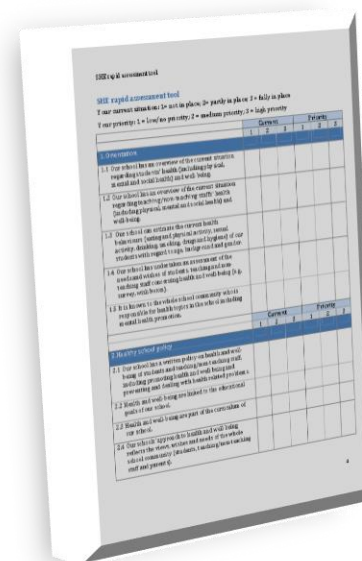 SHE rapid assessment tool
SHE rapid assessment tool
Your current situation: 1= not in place; 2= partly in place; 3 = fully in place
Your priority: 1 = low/no priority; 2 = medium priority; 3 = high priority
Current Priority
1 2 3 1 2 3
1. Orientation
1.1 Our school has an overview of the current situation
regarding students' health (including physical,
mental and social health) and well-being.
1.2 Our school has an overview of the current situation
regarding teaching/non-teaching staffs' health
(including physical, mental and social health) and
well-being.
1.3 Our school can estimate the current health
behaviours (eating and physical activity, sexual
activity, drinking, smoking, drugs and hygiene) of our
students with regard to age, background and gender.
1.4 Our school has undertaken an assessment of the
needs and wishes of students, teaching and non-
teaching staff concerning health and well-being (e.g.
survey, with focus).
1.5 It is known to the whole school community who is
responsible for health topics in the school including
mental health promotion.
Current Priority
1 2 3 1 2 3
2. Healthy school policy
2.1 Our school has a written policy on health and well-
being of students and teaching/non-teaching staff,
including promoting health and well-being and
preventing and dealing with health related problems.
2.2 Health and well-being are linked to the educational
goals of our school.
2.3 Health and well-being are part of the curriculum of
our school.
2.4 Our schools' approach to health and well-being
reflects the views, wishes and needs of the whole
school community (students, teaching/non-teaching
staff and parents).